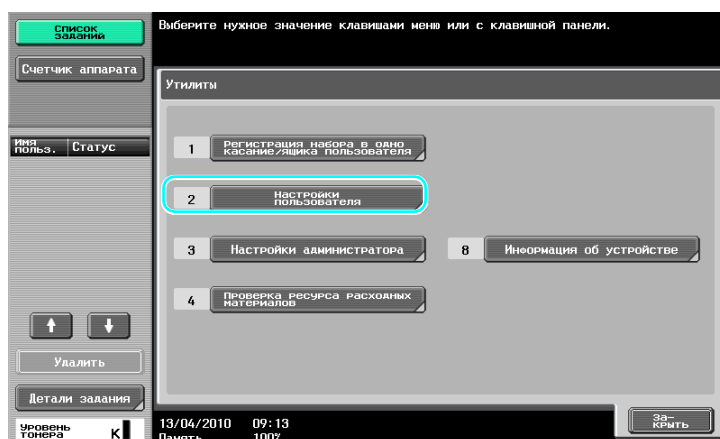 Список
заданий
Выберите нужное значение клавишами меню или с клавишной панели.
Счетчик аппарата
Утилиты
Имя
польз.
Статус
1
Регистрация набора в одно
касание/ящика пользователя
2
Настройки
пользователя
3
Настройки администратора
8
Информация об устройстве
4
Проверка ресурса расходных
материалов
Удалить
Детали задания
Уровень
тонера
К
13/04/2010 09:13
Память 100%
За-
крыть